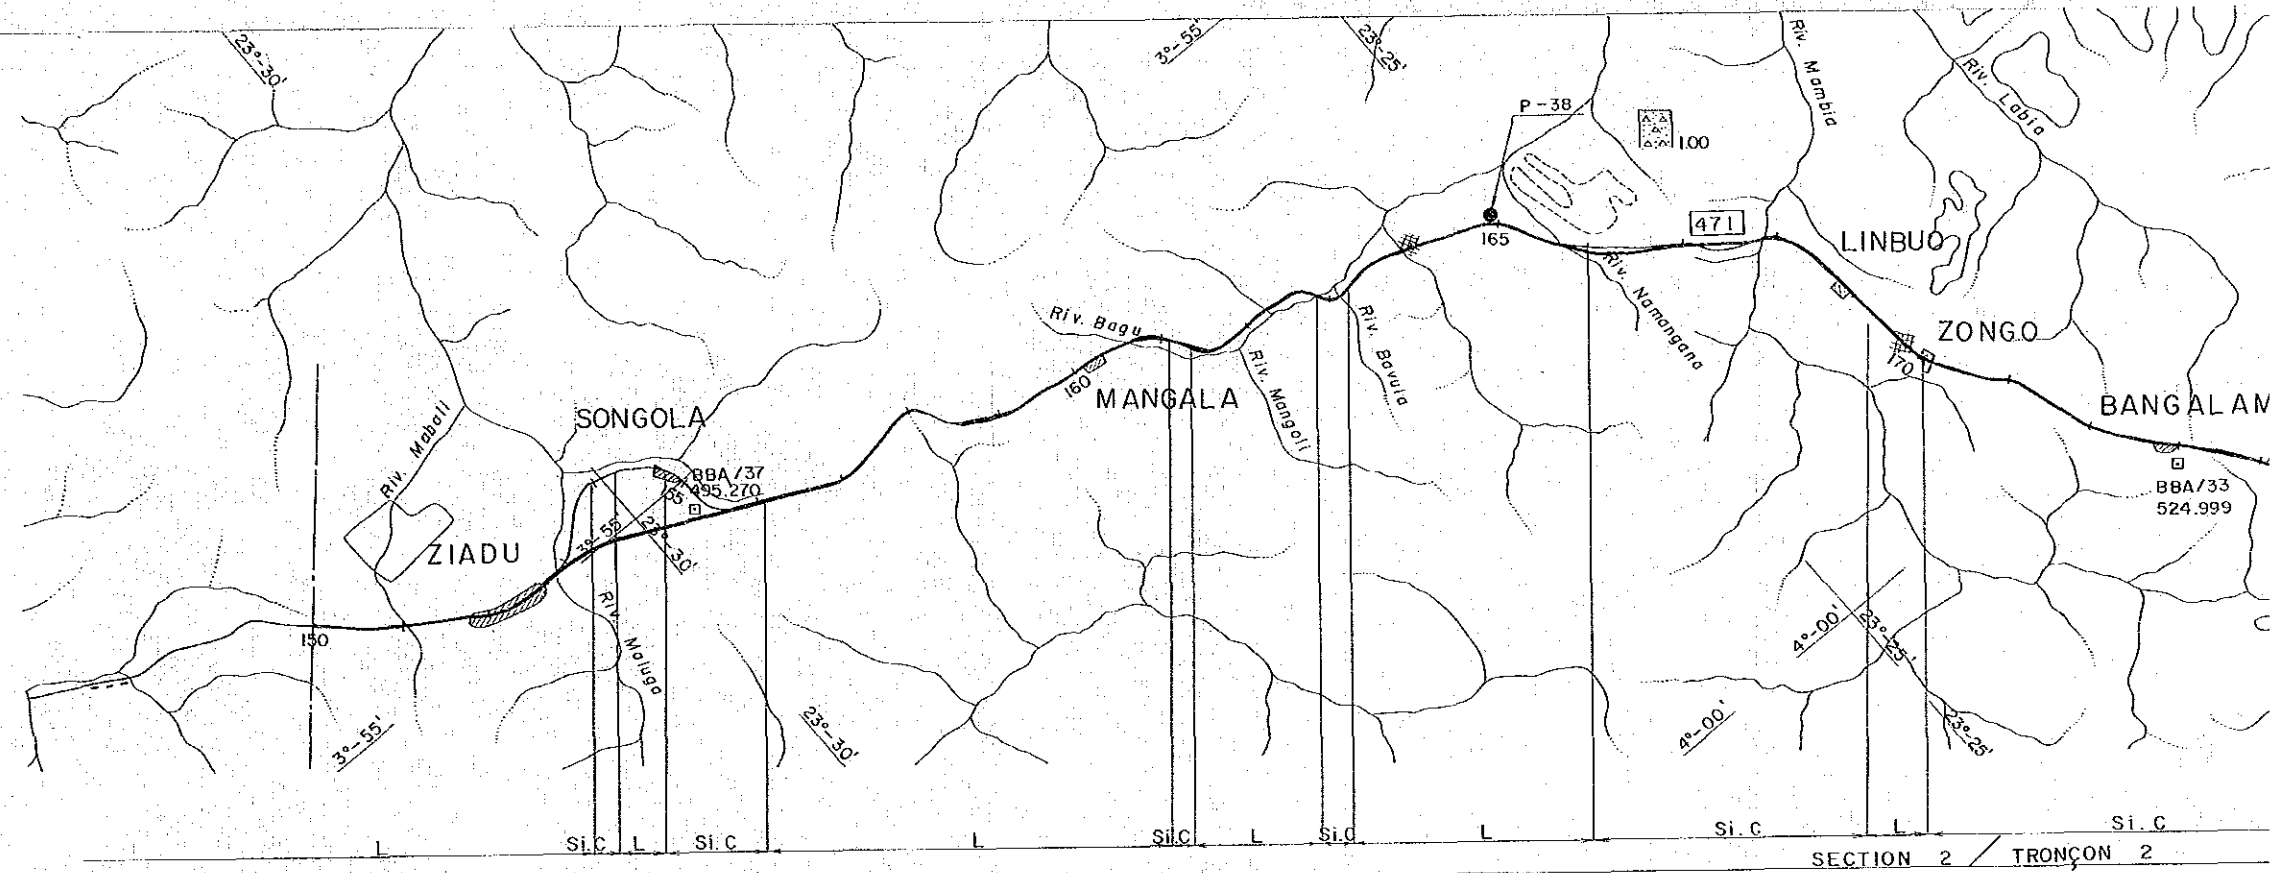 23°-30'
3°-55'
23°-25'
Riv. Mambia
Riv. Labia
P-38
1.00
471
165
LINBUO
Riv. Namangana
Riv. Bagu
ZONGO
170
160
MANGALA
Riv. Mangoli
Riv. Bavula
BANGALAM
SONGOLA
Riv. Mabali
BBA/37
495.270
55
BBA/33
524.999
3°-55'
23°-30'
ZIADU
150
Riv. Maluga
4°-00'
23°-25'
3°-55'
23°-30'
4°-00'
23°-25'
L
Si.C
L
Si.C
L
Si.C
L
Si.C
L
Si.C
L
Si.C
SECTION 2 / TRONÇON 2